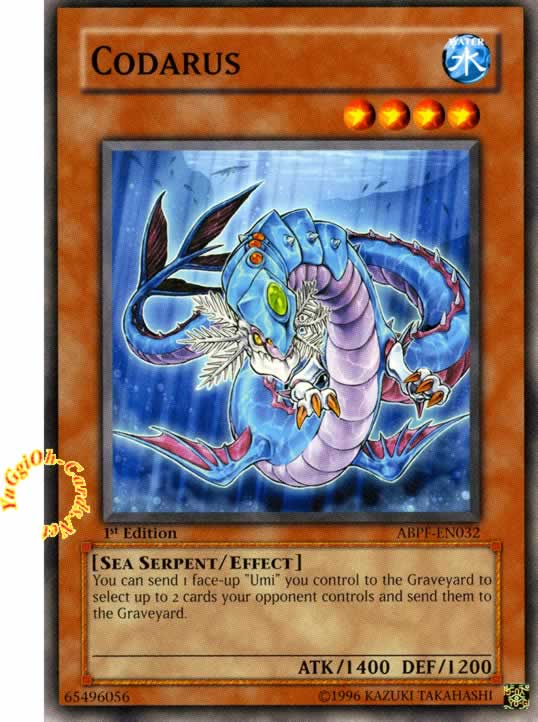 CODARUS
WATER
水
YuGgiOh-Cards.Net
1st Edition
ABPF-EN032
[SEA SERPENT/EFFECT]
You can send 1 face-up "Umi" you control to the Graveyard to
select up to 2 cards your opponent controls and send them to
the Graveyard.
ATK/1400 DEF/1200
65496056
©1996 KAZUKI TAKAHASHI